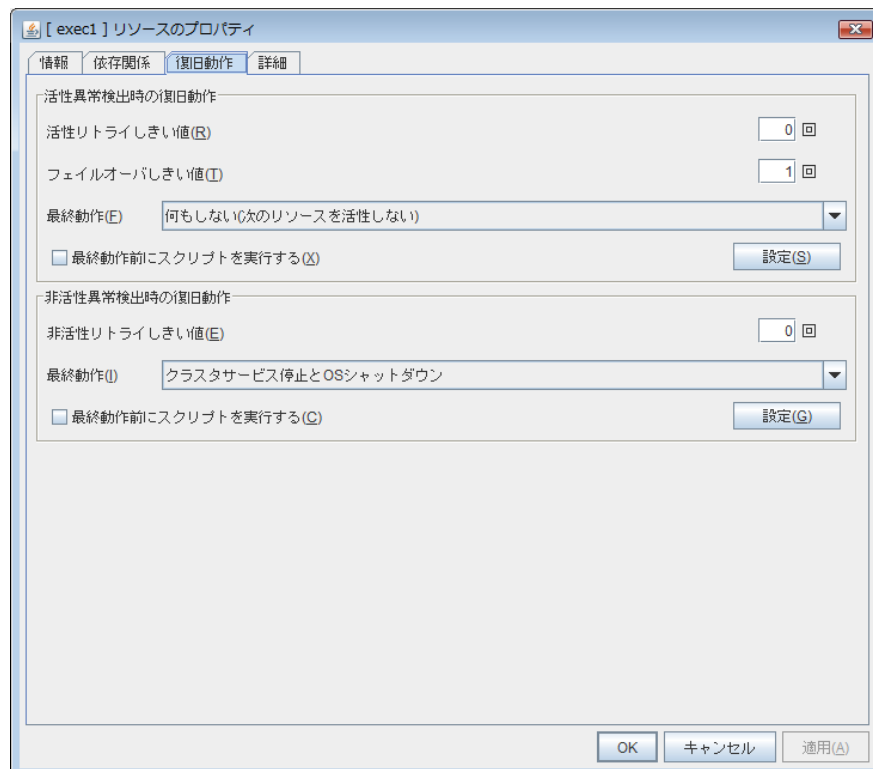 [ exec1 ] リソースのプロパティ
情報 依存関係 復旧動作 詳細
活性異常検出時の復旧動作
活性リトライしきい値(R) 0 回
フェイルオーバしきい値(T) 1 回
最終動作(F) 何もしない(次のリソースを活性しない)
最終動作前にスクリプトを実行する(X) 設定(S)
非活性異常検出時の復旧動作
非活性リトライしきい値(E) 0 回
最終動作(I) クラスタサービス停止とOSシャットダウン
最終動作前にスクリプトを実行する(C) 設定(G)
OK キャンセル 適用(A)